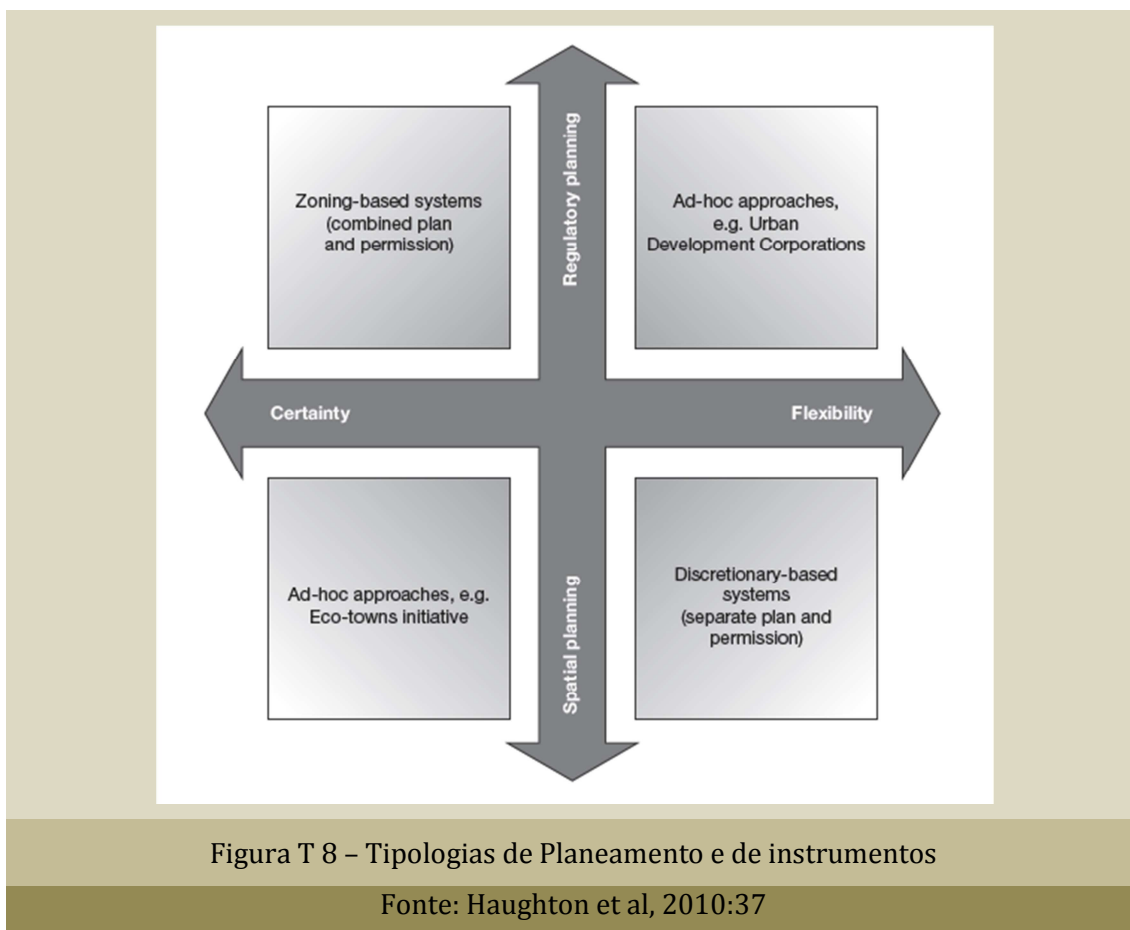 Regulatory planning
Zoning-based systems
(combined plan
and permission)
Ad-hoc approaches,
e.g. Urban
Development Corporations
Certainty
Flexibility
Ad-hoc approaches, e.g.
Eco-towns initiative
Spatial planning
Discretionary-based
systems
(separate plan and
permission)
Figura T 8 – Tipologias de Planeamento e de instrumentos
Fonte: Haughton et al, 2010:37